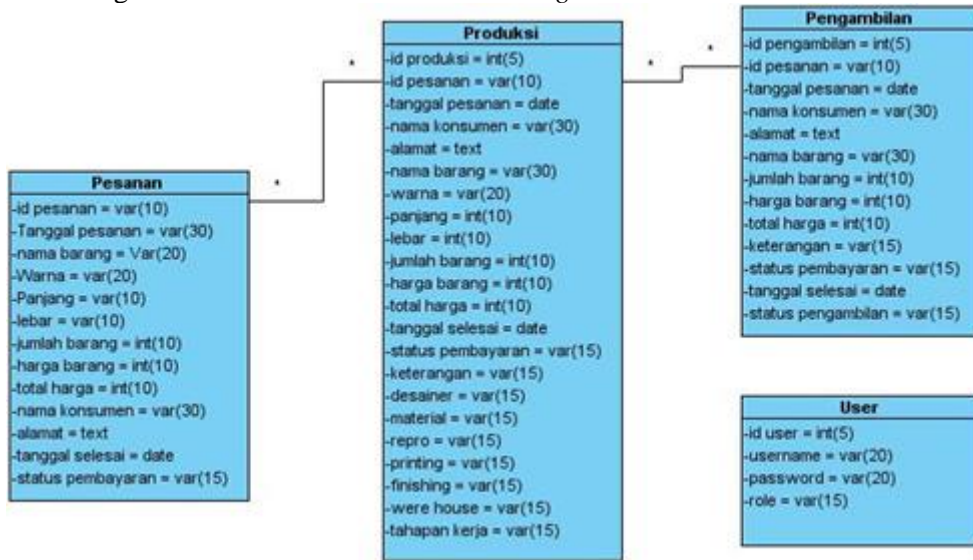 Pesanan
-id pesanan = var(10)
-Tanggal pesanan = var(30)
-nama barang = Var(20)
-Warna = var(20)
-Panjang = var(10)
-lebar = var(10)
-jumlah barang = int(10)
-harga barang = int(10)
-total harga = int(10)
-nama konsumen = var(30)
-alamat = text
-tanggal selesai = date
-status pembayaran = var(15)
*
*
Produksi
-id produksi = int(5)
-id pesanan = var(10)
-tanggal pesanan = date
-nama konsumen = var(30)
-alamat = text
-nama barang = var(30)
-warna = var(20)
-panjang = int(10)
-lebar = int(10)
-jumlah barang = int(10)
-harga barang = int(10)
-total harga = int(10)
-tanggal selesai = date
-status pembayaran = var(15)
-keterangan = var(15)
-desainer = var(15)
-material = var(15)
-repro = var(15)
-printing = var(15)
-finishing = var(15)
-were house = var(15)
-tahapan kerja = var(15)
*
*
Pengambilan
-id pengambilan = int(5)
-id pesanan = var(10)
-tanggal pesanan = date
-nama konsumen = var(30)
-alamat = text
-nama barang = var(30)
-jumlah barang = int(10)
-harga barang = int(10)
-total harga = int(10)
-keterangan = var(15)
-status pembayaran = var(15)
-tanggal selesai = date
-status pengambilan = var(15)
User
-id user = int(5)
-username = var(20)
-password = var(20)
-role = var(15)